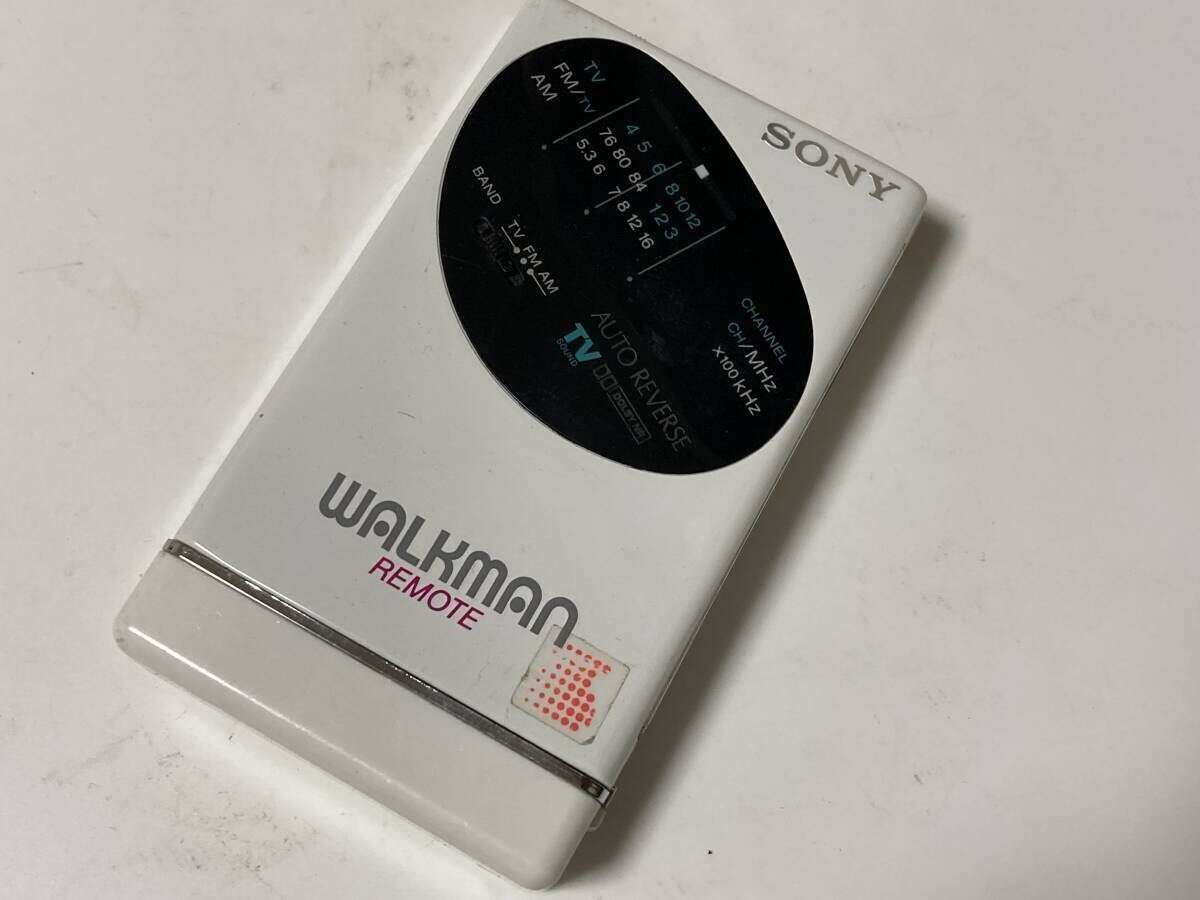 SONY
TV
FM/TV
AM
4 5 6 8 10 12
76 80 84 1 2 3
5.3 6 7 8 12 16
BAND
TV FM AM
CHANNEL
CH/MHz
X100KHz
AUTO REVERSE
TV
SOUND
DOLBY NR
WALKMAN
REMOTE